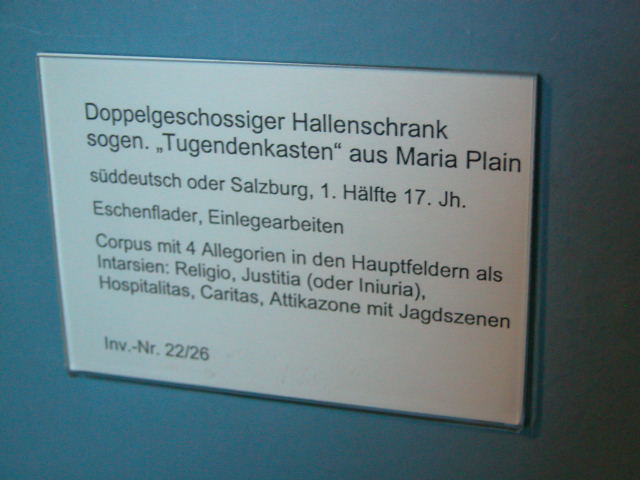 Doppelgeschossiger Hallenschrank
sogen. „Tugendenkasten“ aus Maria Plain
süddeutsch oder Salzburg, 1. Hälfte 17. Jh.
Eschenflader, Einlegearbeiten
Corpus mit 4 Allegorien in den Hauptfeldern als
Intarsien: Religio, Justitia (oder Iniuria),
Hospitalitas, Caritas, Attikazone mit Jagdszenen
Inv.-Nr. 22/26